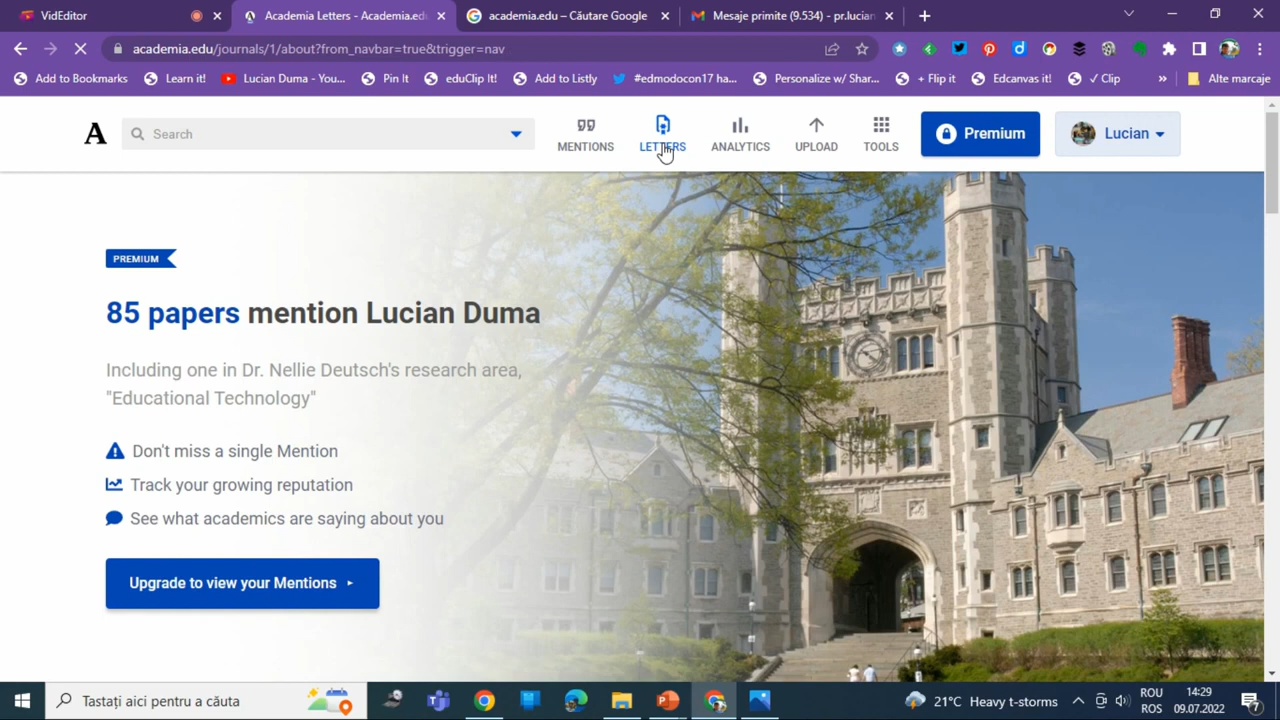 VidEditor
Academia Letters - Academia.ed
academia.edu – Căutare Google
Mesaje primite (9.534) - pr.lucian
academia.edu/journals/1/about?from_navbar=true&trigger=nav
Add to Bookmarks
Learn it!
Lucian Duma - You...
Pin It
eduClip It!
Add to Listly
#edmodocon17 ha...
Personalize w/ Shar...
+ Flip it
Edcanvas it!
✓ Clip
»
Alte marcaje
A
Search
MENTIONS
LETTERS
ANALYTICS
UPLOAD
TOOLS
Premium
Lucian
PREMIUM
85 papers mention Lucian Duma
Including one in Dr. Nellie Deutsch's research area,
"Educational Technology"
Don't miss a single Mention
Track your growing reputation
See what academics are saying about you
Upgrade to view your Mentions
Tastați aici pentru a căuta
21°C Heavy t-storms
ROU
ROS
14:29
09.07.2022
7